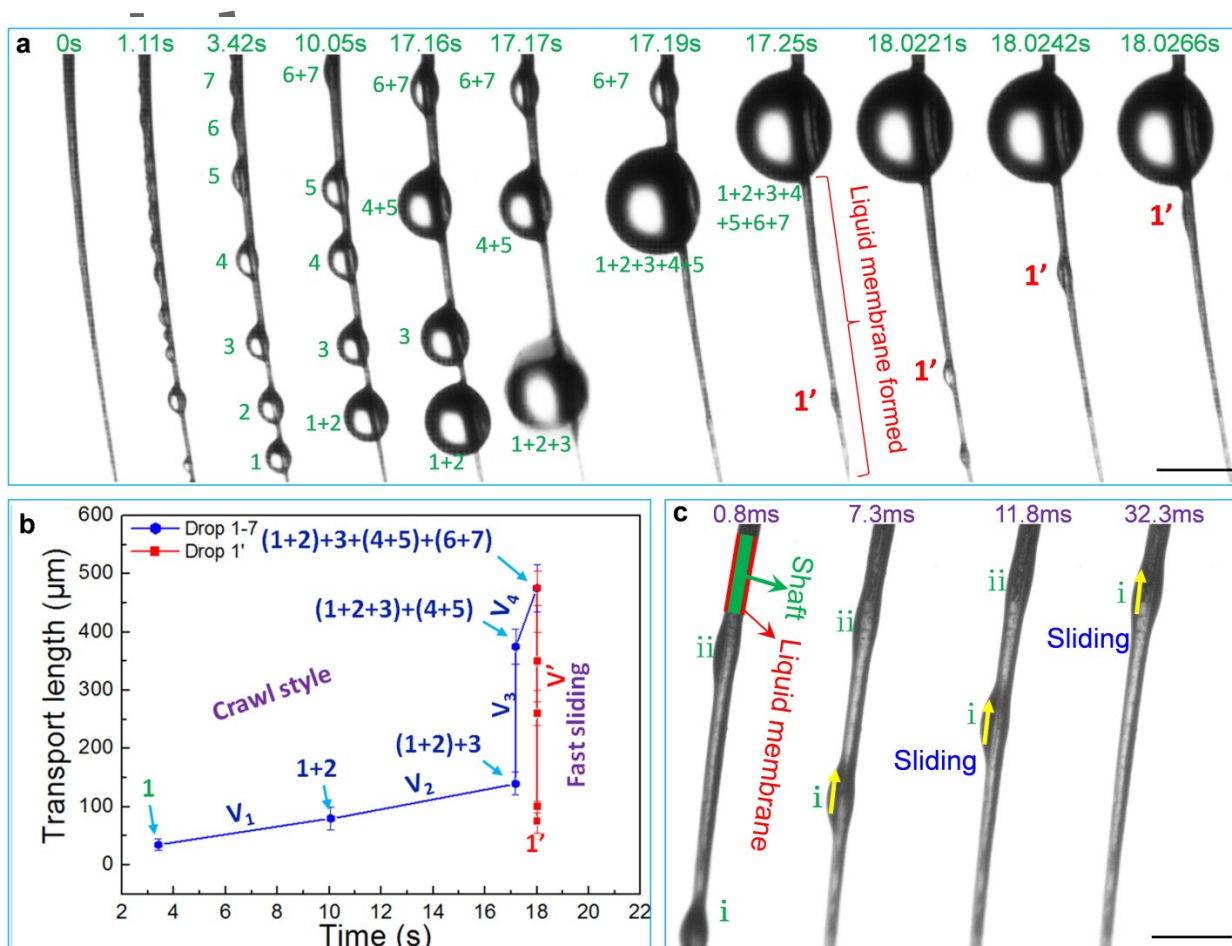 a
0s 1.11s 3.42s 10.05s 17.16s 17.17s 17.19s 17.25s 18.0221s 18.0242s 18.0266s
7 6+7 6+7 6+7 6+7
6
5 5 4+5 4+5 1+2+3+4
+5+6+7
4 4 1+2+3+4+5
3 3 3
2 1+2
1 1+2 1+2+3
Liquid membrane formed
1’ 1’ 1’ 1’
b
Drop 1-7
Drop 1'
Transport length (µm)
600
500
400
300
200
100
0
2 4 6 8 10 12 14 16 18 20 22
Time (s)
(1+2)+3+(4+5)+(6+7)
(1+2+3)+(4+5)
(1+2)+3
1+2
1
V1
V2
V3
V4
V'
1'
Crawl style
Fast sliding
c
0.8ms 7.3ms 11.8ms 32.3ms
Shaft
Liquid membrane
ii ii ii
i i i i
Sliding
Sliding